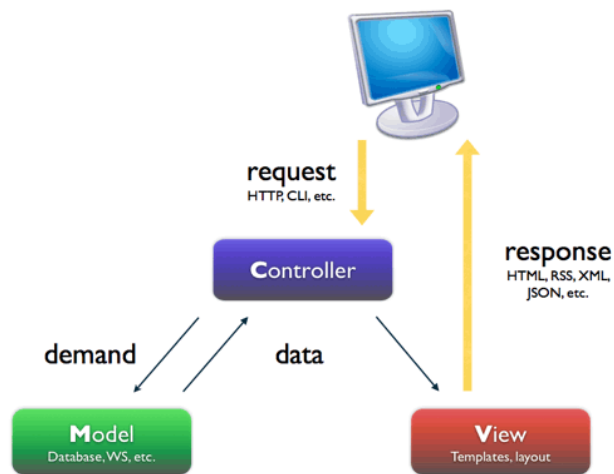 request
HTTP, CLI, etc.
Controller
response
HTML, RSS, XML,
JSON, etc.
demand
data
Model
Database, WS, etc.
View
Templates, layout